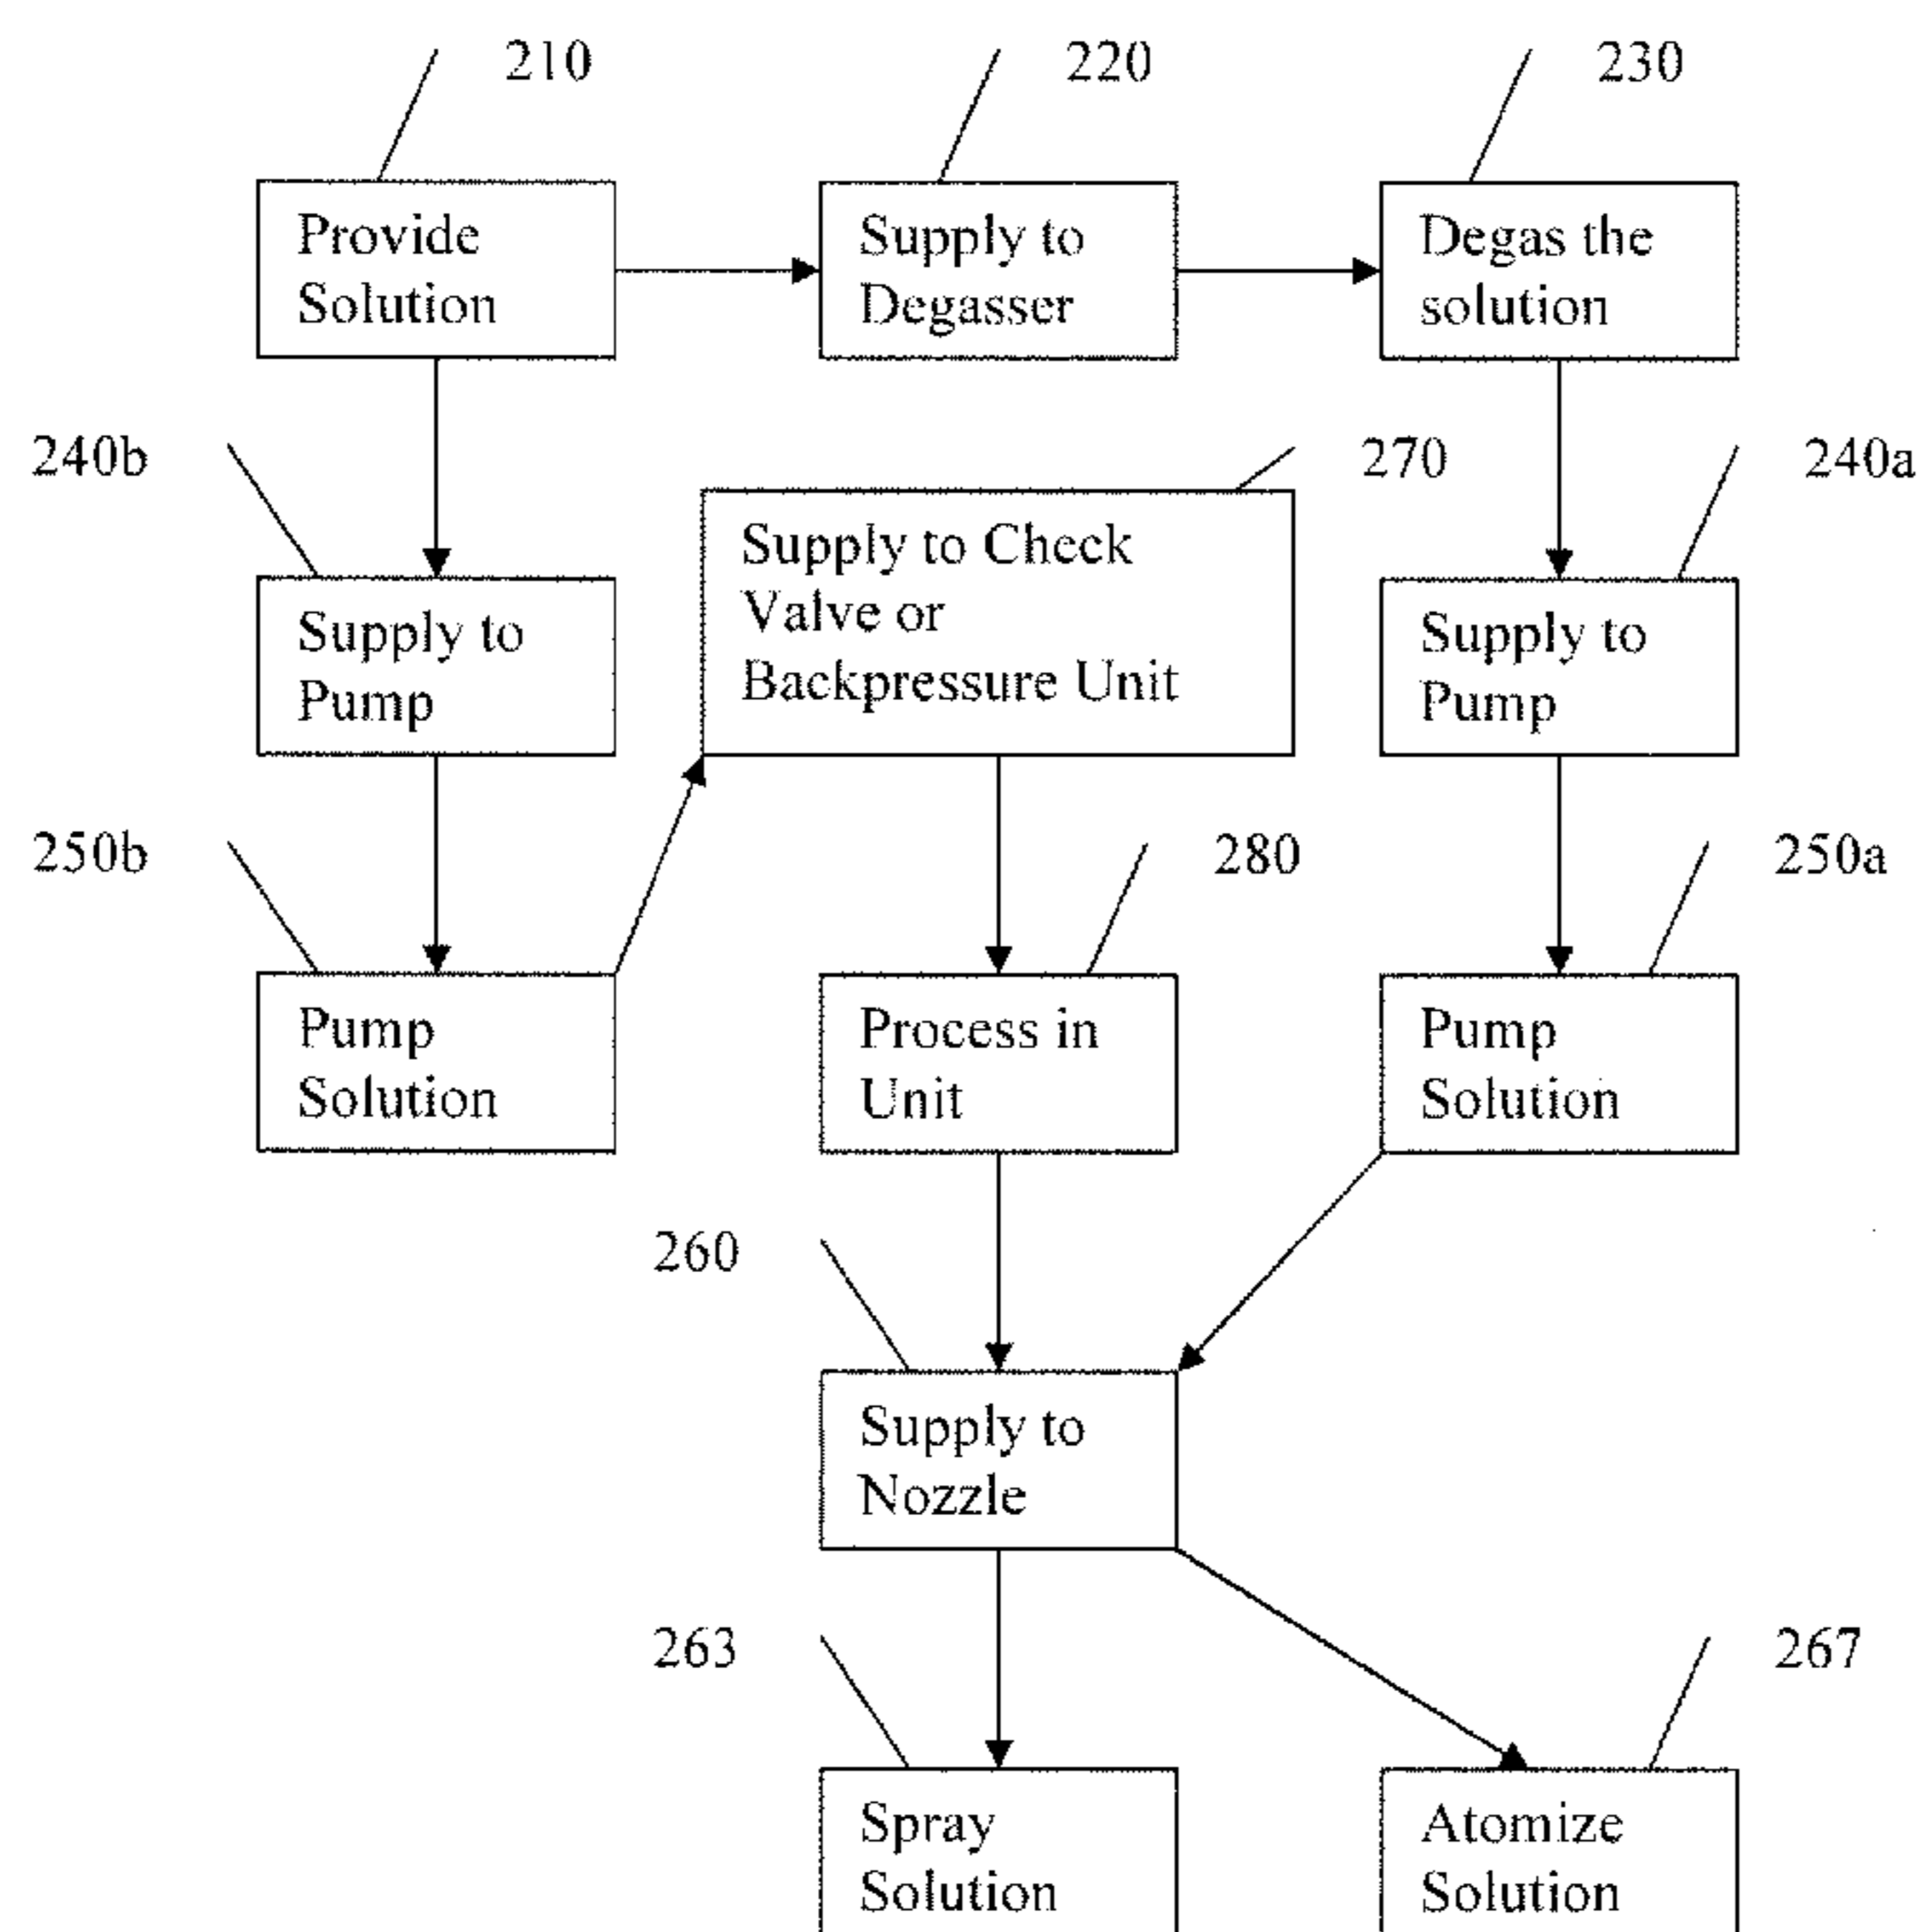 210
220
230
Provide
Solution
Supply to
Degasser
Degas the
solution
240b
270
240a
Supply to
Pump
Supply to Check
Valve or
Backpressure Unit
Supply to
Pump
250b
280
250a
Pump
Solution
Process in
Unit
Pump
Solution
260
Supply to
Nozzle
263
267
Spray
Solution
Atomize
Solution